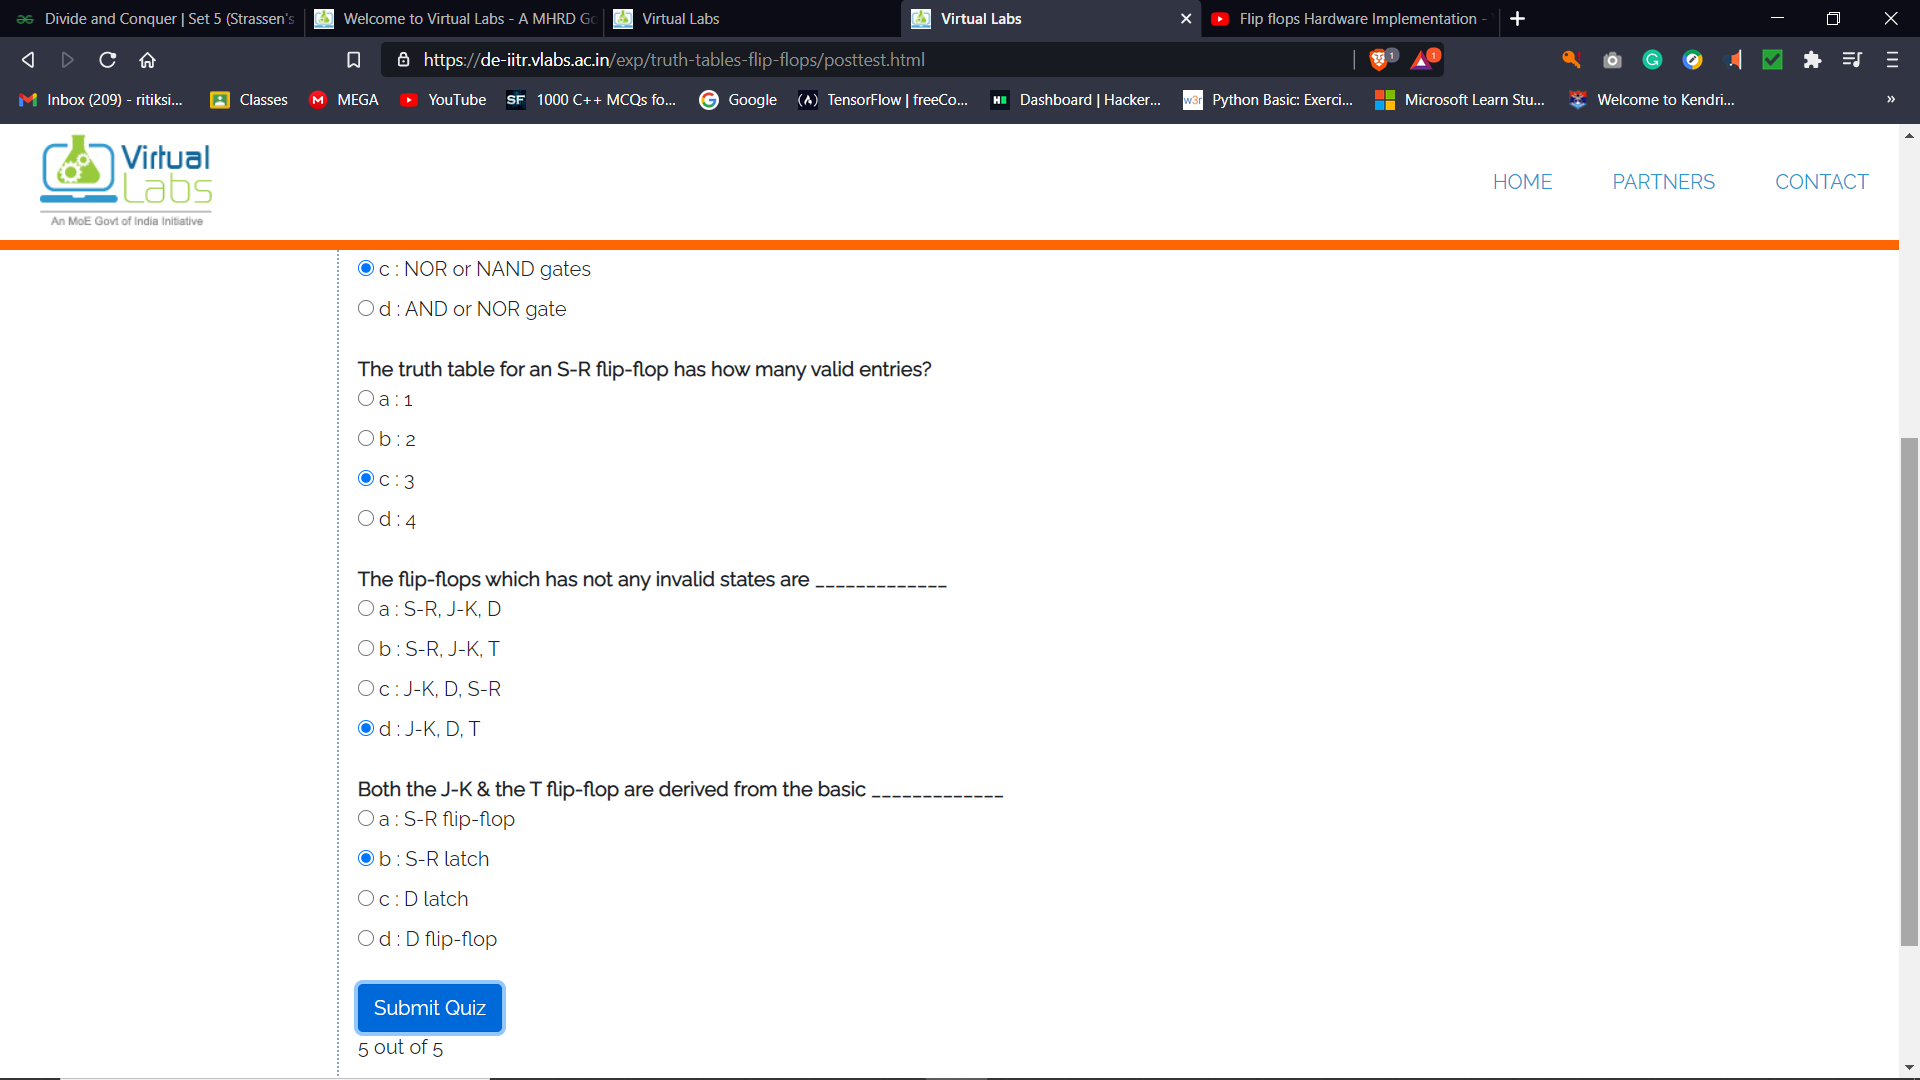 Divide and Conquer | Set 5 (Strassen's
Welcome to Virtual Labs - A MHRD Go
Virtual Labs
Virtual Labs
Flip flops Hardware Implementation -
https://de-iitr.vlabs.ac.in/exp/truth-tables-flip-flops/posttest.html
1
1
Inbox (209) - ritiksi...
Classes
MEGA
YouTube
SF 1000 C++ MCQs fo...
Google
TensorFlow | freeCo...
Dashboard | Hacker...
w3r Python Basic: Exerci...
Microsoft Learn Stu...
Welcome to Kendri...
»
Virtual
Labs
An MoE Govt of India Initiative
HOME
PARTNERS
CONTACT
c : NOR or NAND gates
d : AND or NOR gate
The truth table for an S-R flip-flop has how many valid entries?
a : 1
b : 2
c : 3
d : 4
The flip-flops which has not any invalid states are _____________
a : S-R, J-K, D
b : S-R, J-K, T
c : J-K, D, S-R
d : J-K, D, T
Both the J-K & the T flip-flop are derived from the basic _____________
a : S-R flip-flop
b : S-R latch
c : D latch
d : D flip-flop
Submit Quiz
5 out of 5